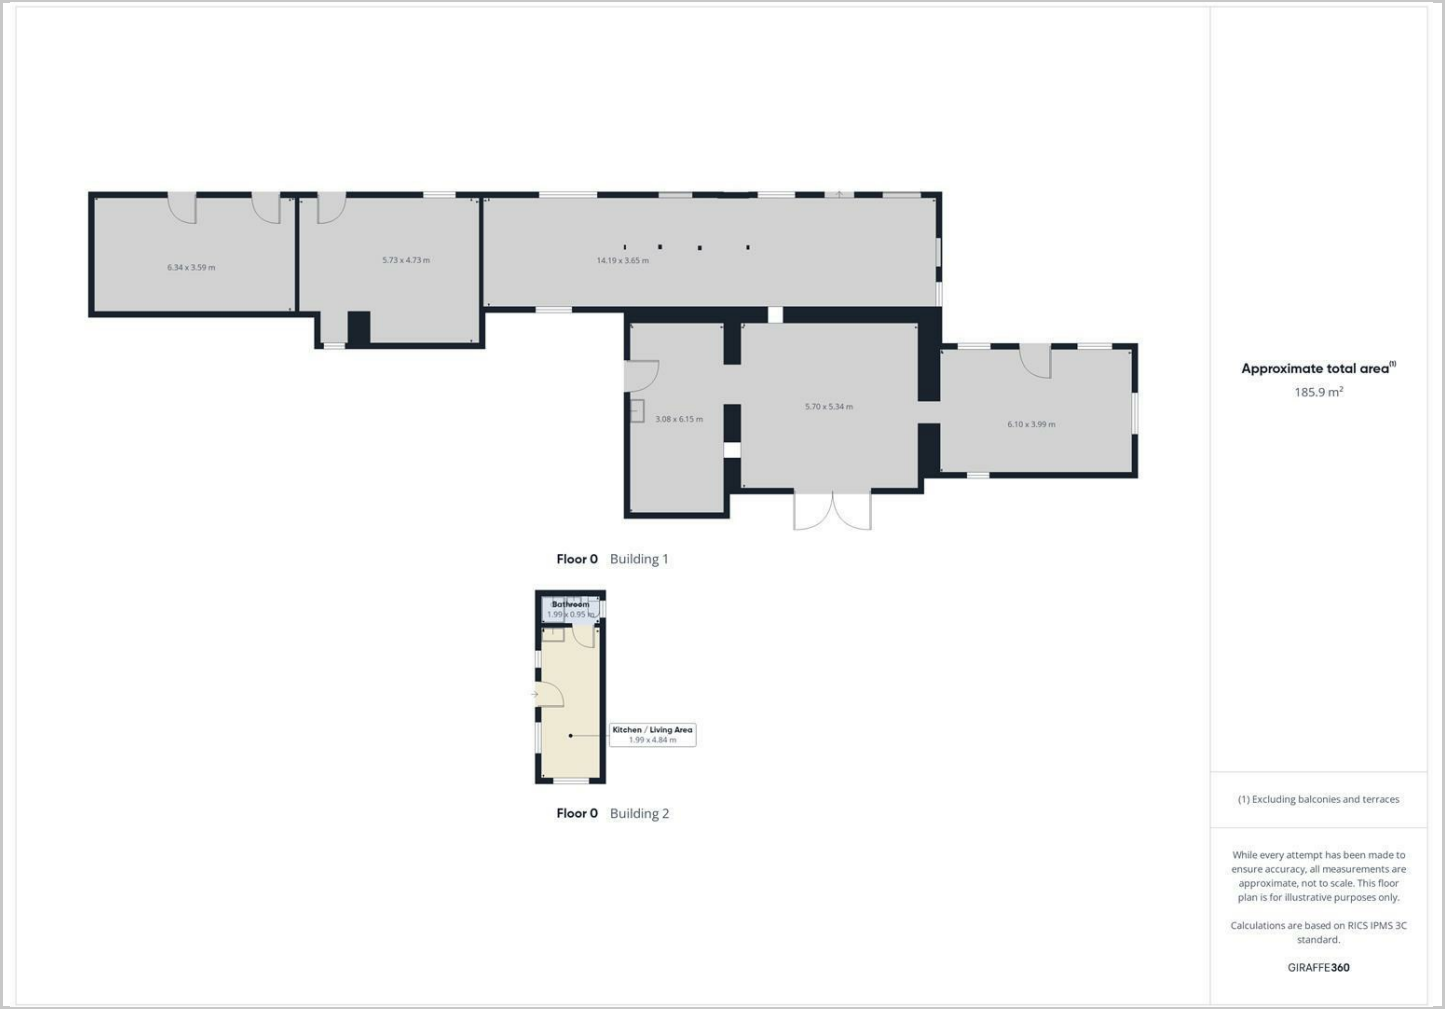 6.34 x 3.59 m
5.73 x 4.73 m
14.19 x 3.65 m
3.08 x 6.15 m
5.70 x 5.34 m
6.10 x 3.99 m
Floor 0 Building 1
Bathroom
1.99 x 0.95 m
Kitchen / Living Area
1.99 x 4.84 m
Floor 0 Building 2
Approximate total area(1)
185.9 m²
(1) Excluding balconies and terraces
While every attempt has been made to
ensure accuracy, all measurements are
approximate, not to scale. This floor
plan is for illustrative purposes only.
Calculations are based on RICS IPMS 3C
standard.
GIRAFFE360